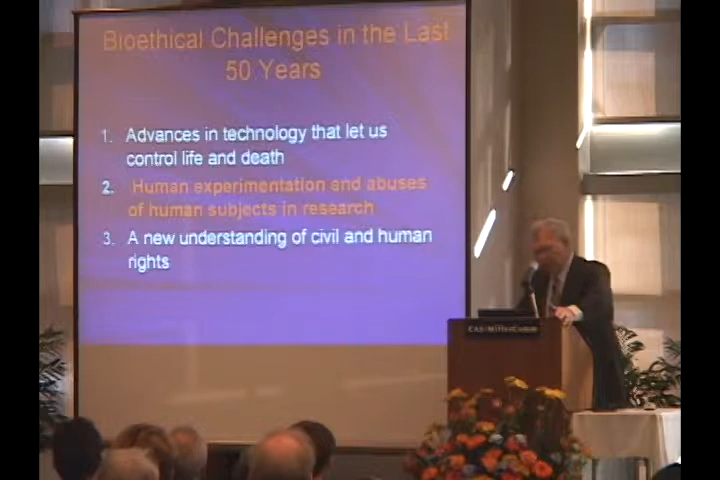 Bioethical Challenges in the Last
50 Years
1. Advances in technology that let us
control life and death
2. Human experimentation and abuses
of human subjects in research
3. A new understanding of civil and human
rights